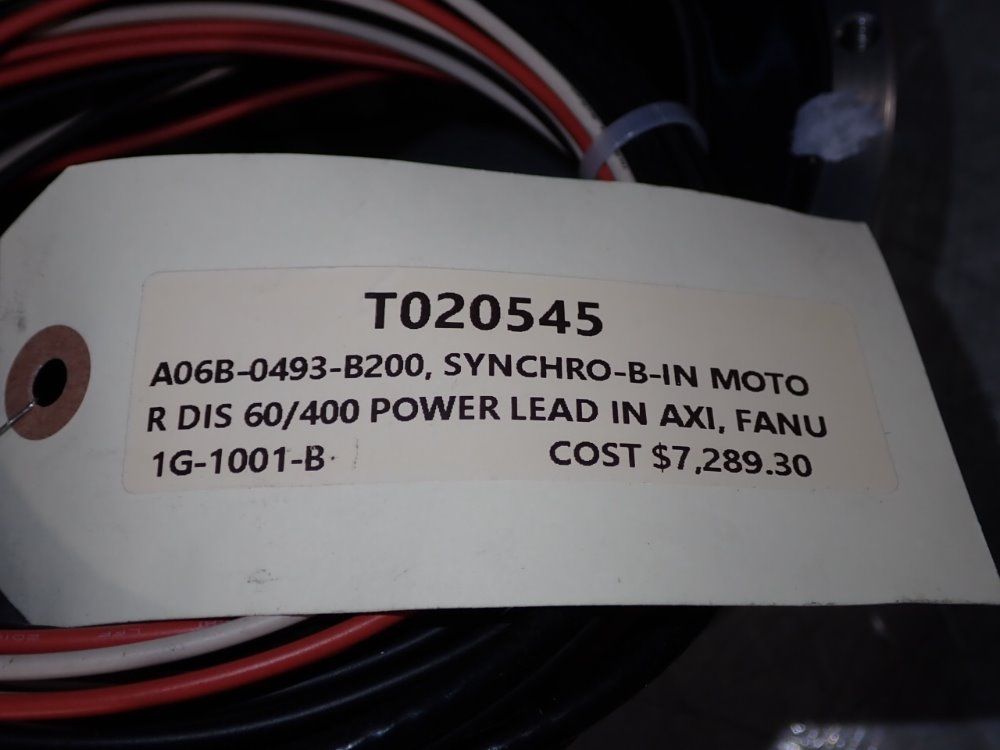 T020545
A06B-0493-B200, SYNCHRO-B-IN MOTO
R DIS 60/400 POWER LEAD IN AXI, FANU
1G-1001-B COST $7,289.30